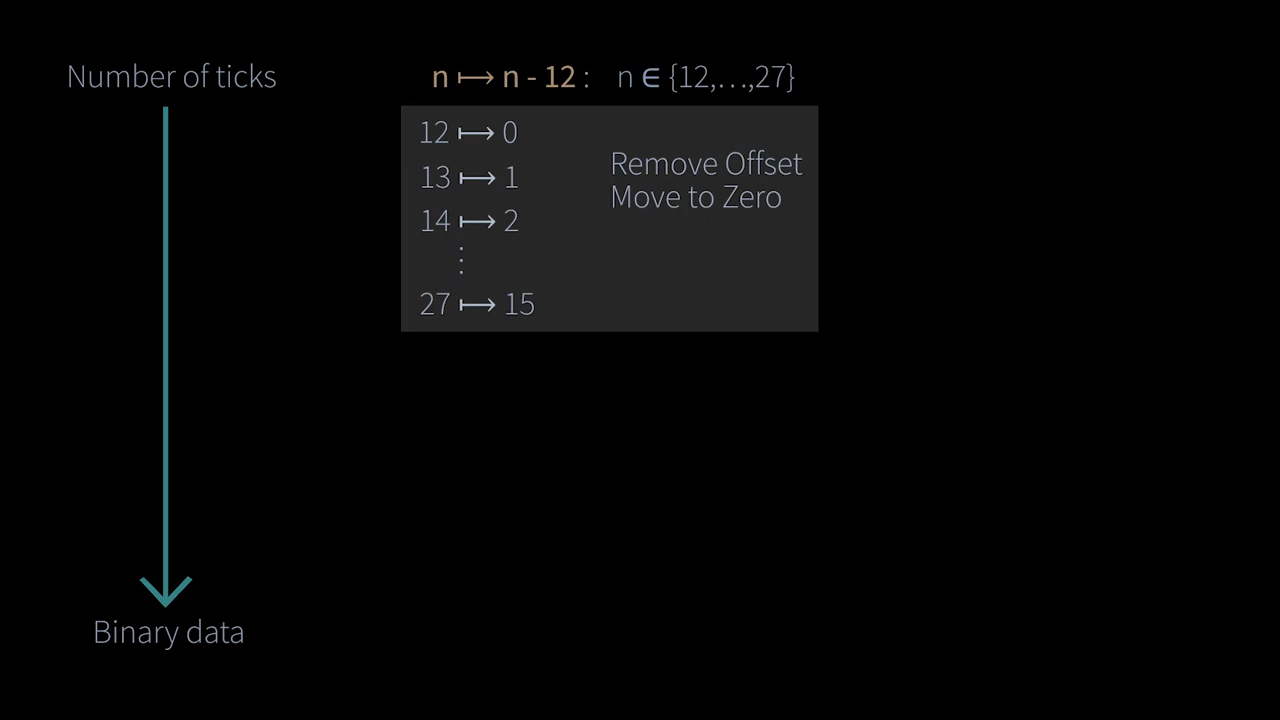 Number of ticks
n ↦ n - 12 : n ∈ {12,...,27}
12 ↦ 0
13 ↦ 1
14 ↦ 2
⋮
27 ↦ 15
Remove Offset
Move to Zero
Binary data